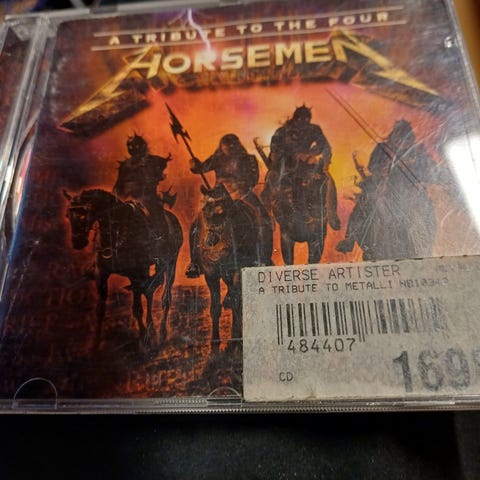 A TRIBUTE TO THE FOUR
HORSEMEN
DIVERSE ARTISTER
A TRIBUTE TO METALLI
484407
CD
169